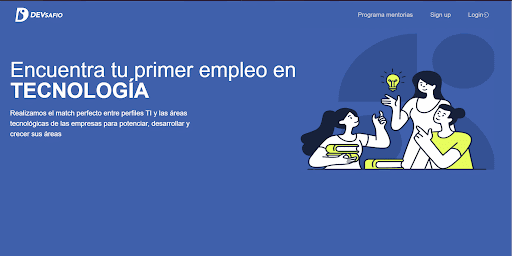 DEVSAFIO
Programa mentorias
Sign up
Login
Encuentra tu primer empleo en
TECNOLOGÍA
Realizamos el match perfecto entre perfiles TI y las áreas
tecnológicas de las empresas para potenciar, desarrollar y
crecer sus áreas